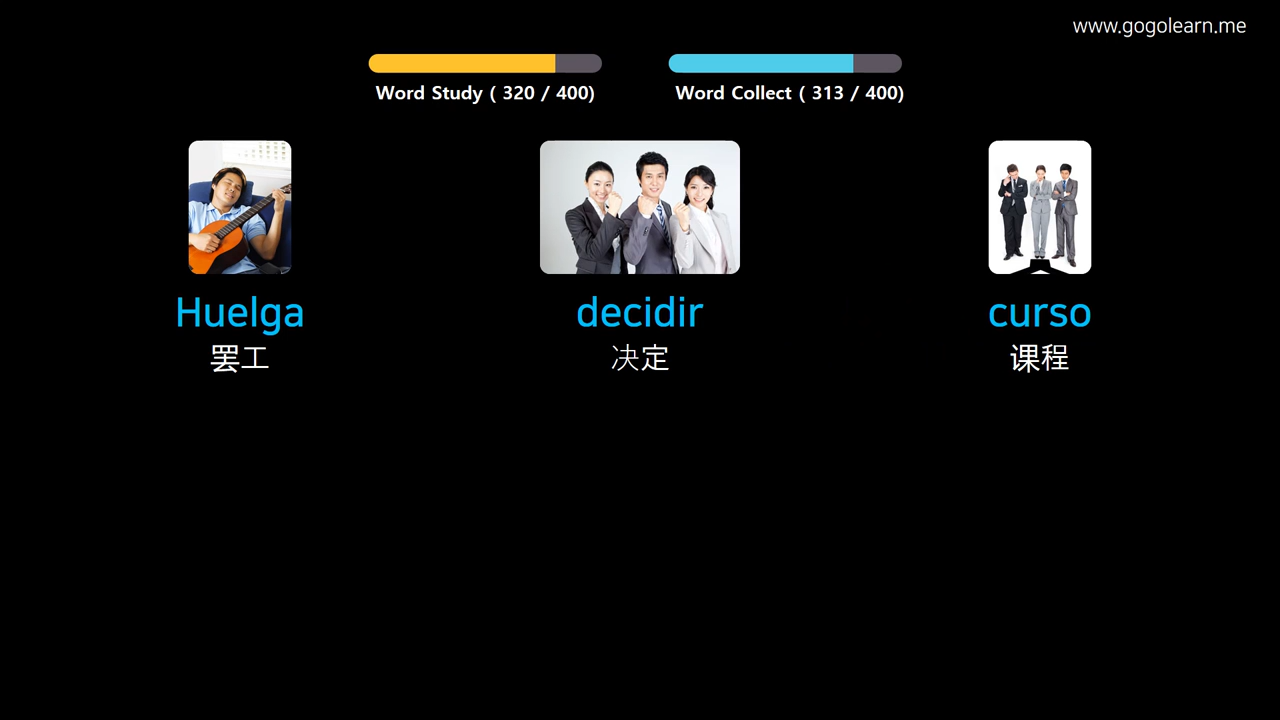 www.gogolearn.me
Word Study ( 320 / 400)
Word Collect ( 313 / 400)
Huelga
罢工
decidir
决定
curso
课程